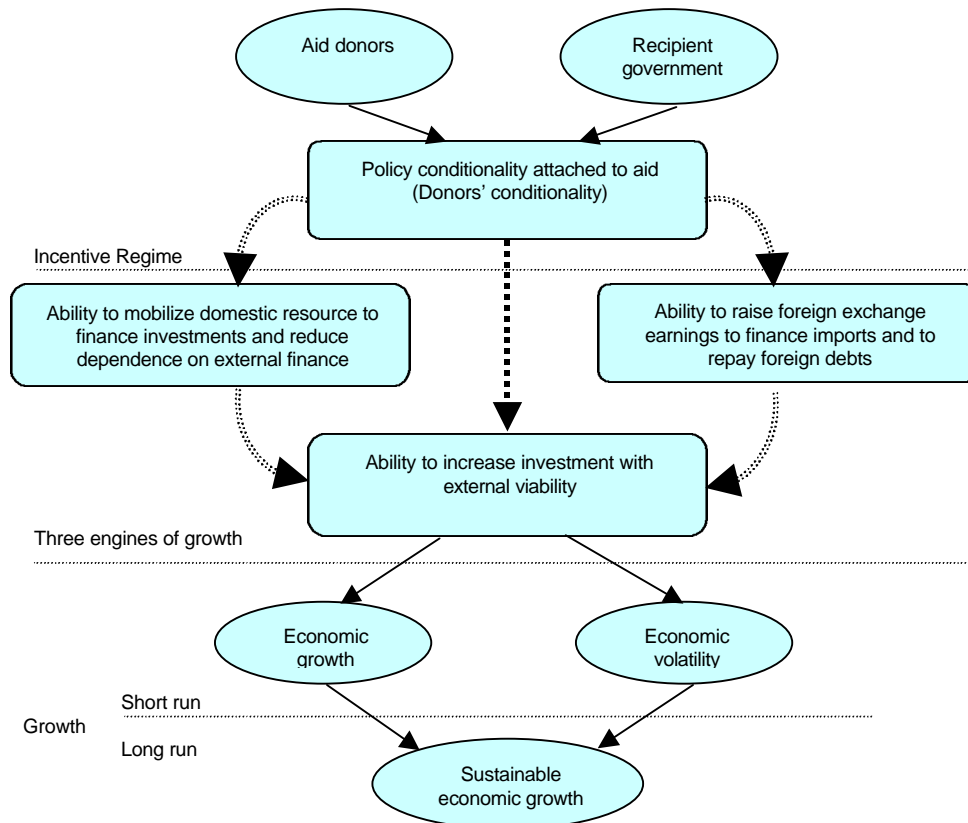 Aid donors
Recipient
government
Policy conditionality attached to aid
(Donors’ conditionality)
Incentive Regime
Ability to mobilize domestic resource to
finance investments and reduce
dependence on external finance
Ability to raise foreign exchange
earnings to finance imports and to
repay foreign debts
Ability to increase investment with
external viability
Three engines of growth
Economic
growth
Economic
volatility
Short run
Growth
Long run
Sustainable
economic growth